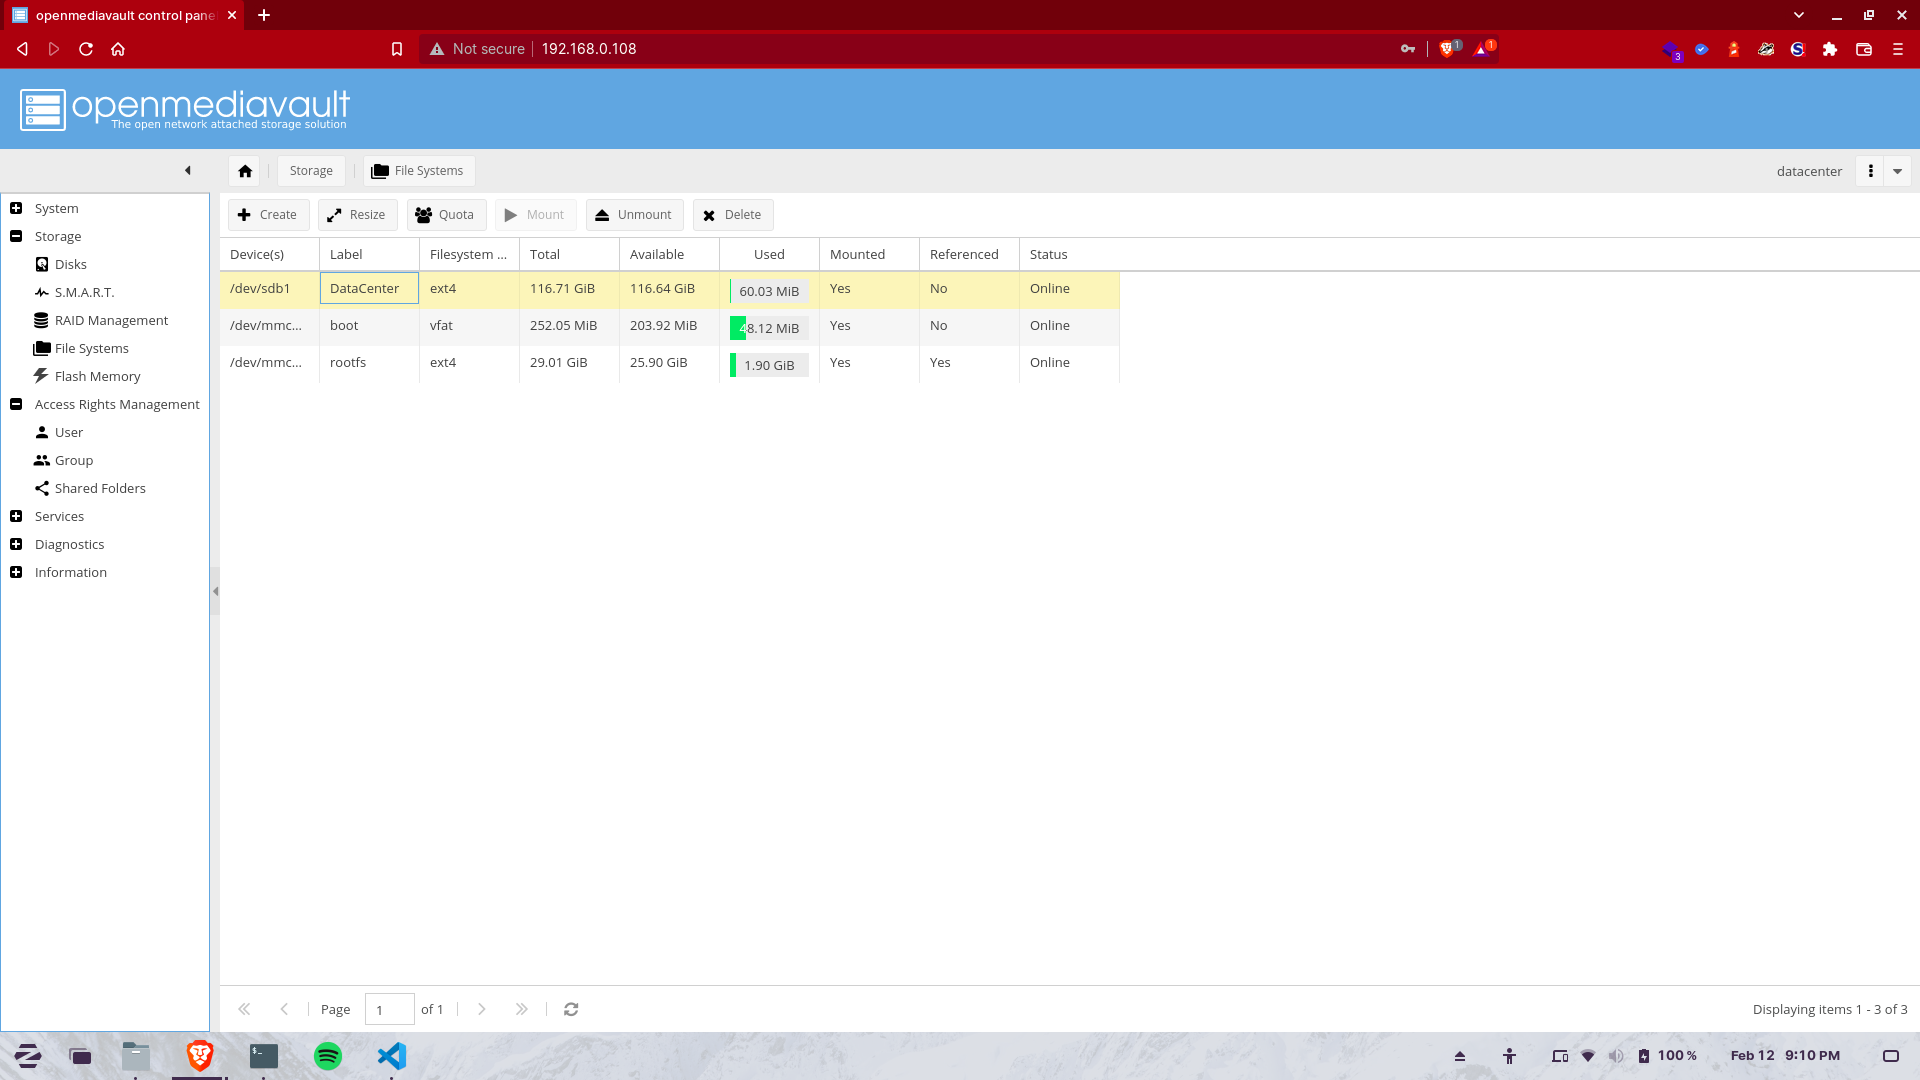 openmediavault control pane
Not secure 192.168.0.108
1
1
3
openmediavault
The open network attached storage solution
Storage File Systems datacenter
Create Resize Quota Mount Unmount Delete
Device(s) Label Filesystem ... Total Available Used Mounted Referenced Status
/dev/sdb1 DataCenter ext4 116.71 GiB 116.64 GiB 60.03 MiB Yes No Online
/dev/mmc... boot vfat 252.05 MiB 203.92 MiB 48.12 MiB Yes No Online
/dev/mmc... rootfs ext4 29.01 GiB 25.90 GiB 1.90 GiB Yes Yes Online
System
Storage
Disks
S.M.A.R.T.
RAID Management
File Systems
Flash Memory
Access Rights Management
User
Group
Shared Folders
Services
Diagnostics
Information
Page 1 of 1 Displaying items 1 - 3 of 3
100 % Feb 12 9:10 PM